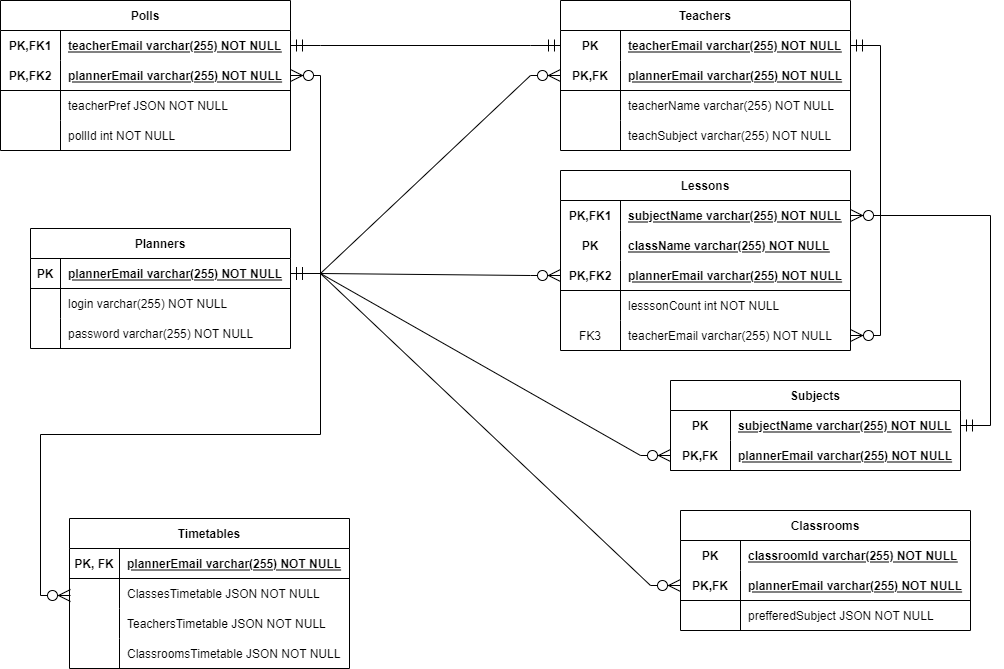 Polls
PK,FK1 teacherEmail varchar(255) NOT NULL
PK,FK2 plannerEmail varchar(255) NOT NULL
teacherPref JSON NOT NULL
pollId int NOT NULL
Teachers
PK teacherEmail varchar(255) NOT NULL
PK,FK plannerEmail varchar(255) NOT NULL
teacherName varchar(255) NOT NULL
teachSubject varchar(255) NOT NULL
Lessons
PK,FK1 subjectName varchar(255) NOT NULL
PK className varchar(255) NOT NULL
PK,FK2 plannerEmail varchar(255) NOT NULL
lesssonCount int NOT NULL
FK3 teacherEmail varchar(255) NOT NULL
Planners
PK plannerEmail varchar(255) NOT NULL
login varchar(255) NOT NULL
password varchar(255) NOT NULL
Subjects
PK subjectName varchar(255) NOT NULL
PK,FK plannerEmail varchar(255) NOT NULL
Timetables
PK, FK plannerEmail varchar(255) NOT NULL
ClassesTimetable JSON NOT NULL
TeachersTimetable JSON NOT NULL
ClassroomsTimetable JSON NOT NULL
Classrooms
PK classroomId varchar(255) NOT NULL
PK,FK plannerEmail varchar(255) NOT NULL
prefferedSubject JSON NOT NULL